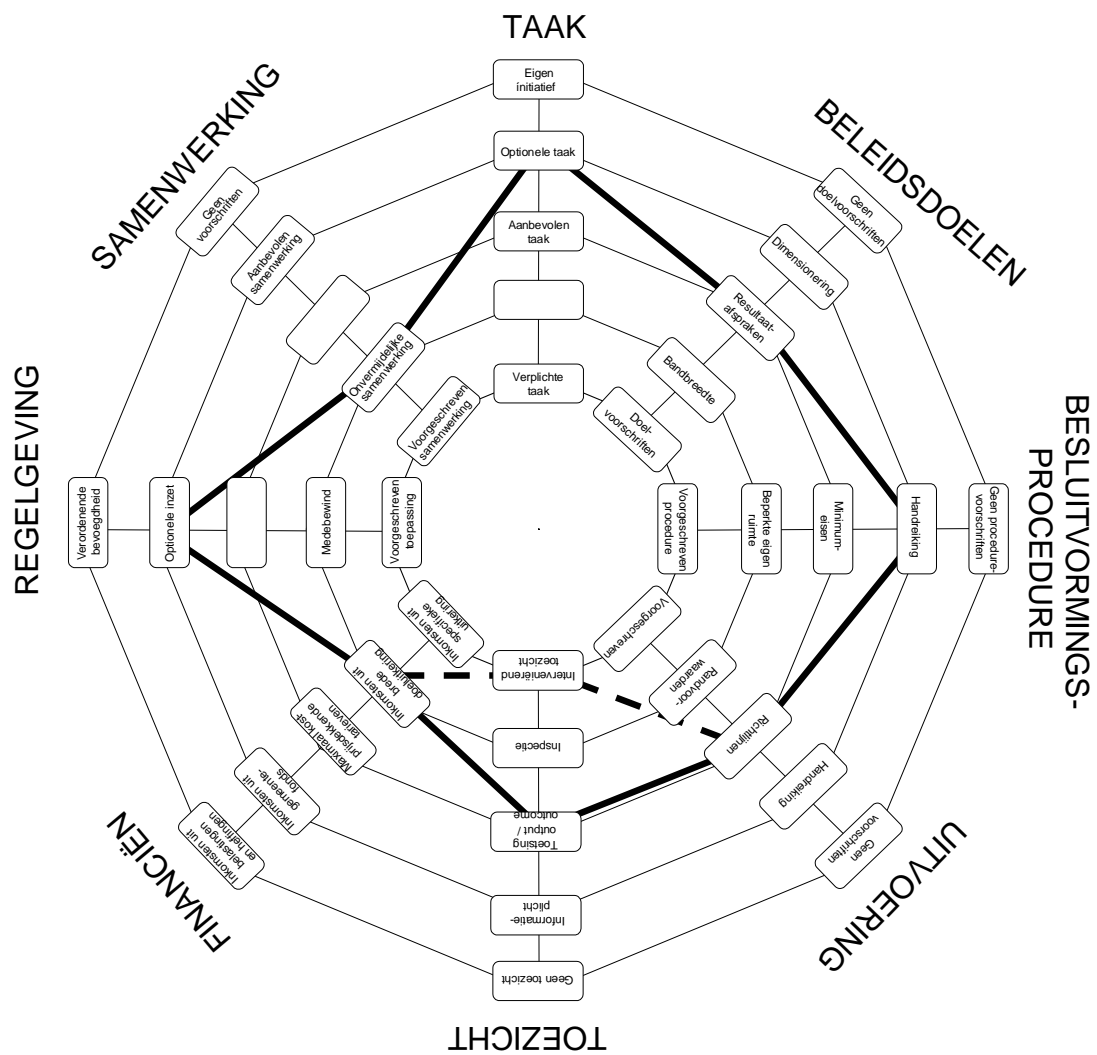 TAAK
Eigen
initiatief
Optionele taak
Aanbevolen
taak
Verplichte
taak
BELEIDSDOELEN
Geen
doelvoorschriften
Dimensionering
Resultaat-
afspraken
Bandbreedte
Doel-
voorschriften
BESLUITVORMINGS-
PROCEDURE
Geen procedure-
voorschriften
Handreiking
Minimum-
eisen
Beperkte eigen
ruimte
Voorgeschreven
procedure
UITVOERING
Geen
voorschriften
Handreiking
Richtlijnen
Randvoor-
waarden
Voorgeschreven
TOEZICHT
Geen toezicht
Informatie-
plicht
Toetsing
output /
outcome
Inspectie
Interveniërend
toezicht
FINANCIËN
Inkomsten uit
belastingen
en heffingen
Inkomsten uit
gemeente-
fonds
Maximaal kost-
prijsdekkende
tarieven
Inkomsten uit
brede
doeluitkering
Inkomsten uit
specifieke
uitkering
REGELGEVING
Verordenende
bevoegdheid
Optionele inzet
Medebewind
Voorgeschreven
toepassing
SAMENWERKING
Geen
voorschriften
Aanbevolen
samenwerking
Onvermijdelijke
samenwerking
Voorgeschreven
samenwerking